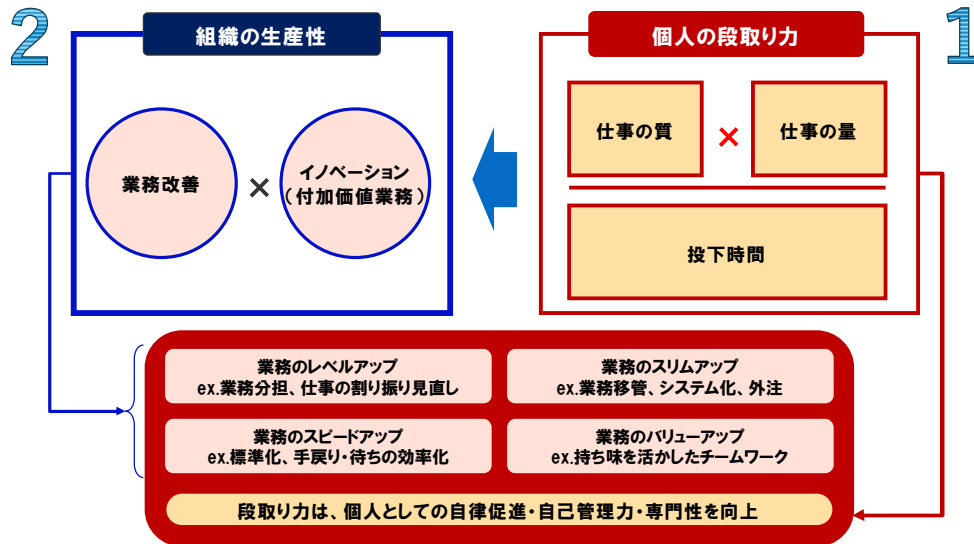 2
組織の生産性
業務改善
×
イノベーション
（付加価値業務）
1
個人の段取り力
仕事の質
×
仕事の量
投下時間
業務のレベルアップ
ex.業務分担、仕事の割り振り見直し
業務のスリムアップ
ex.業務移管、システム化、外注
業務のスピードアップ
ex.標準化、手戻り・待ちの効率化
業務のバリューアップ
ex.持ち味を活かしたチームワーク
段取り力は、個人としての自律促進・自己管理力・専門性を向上